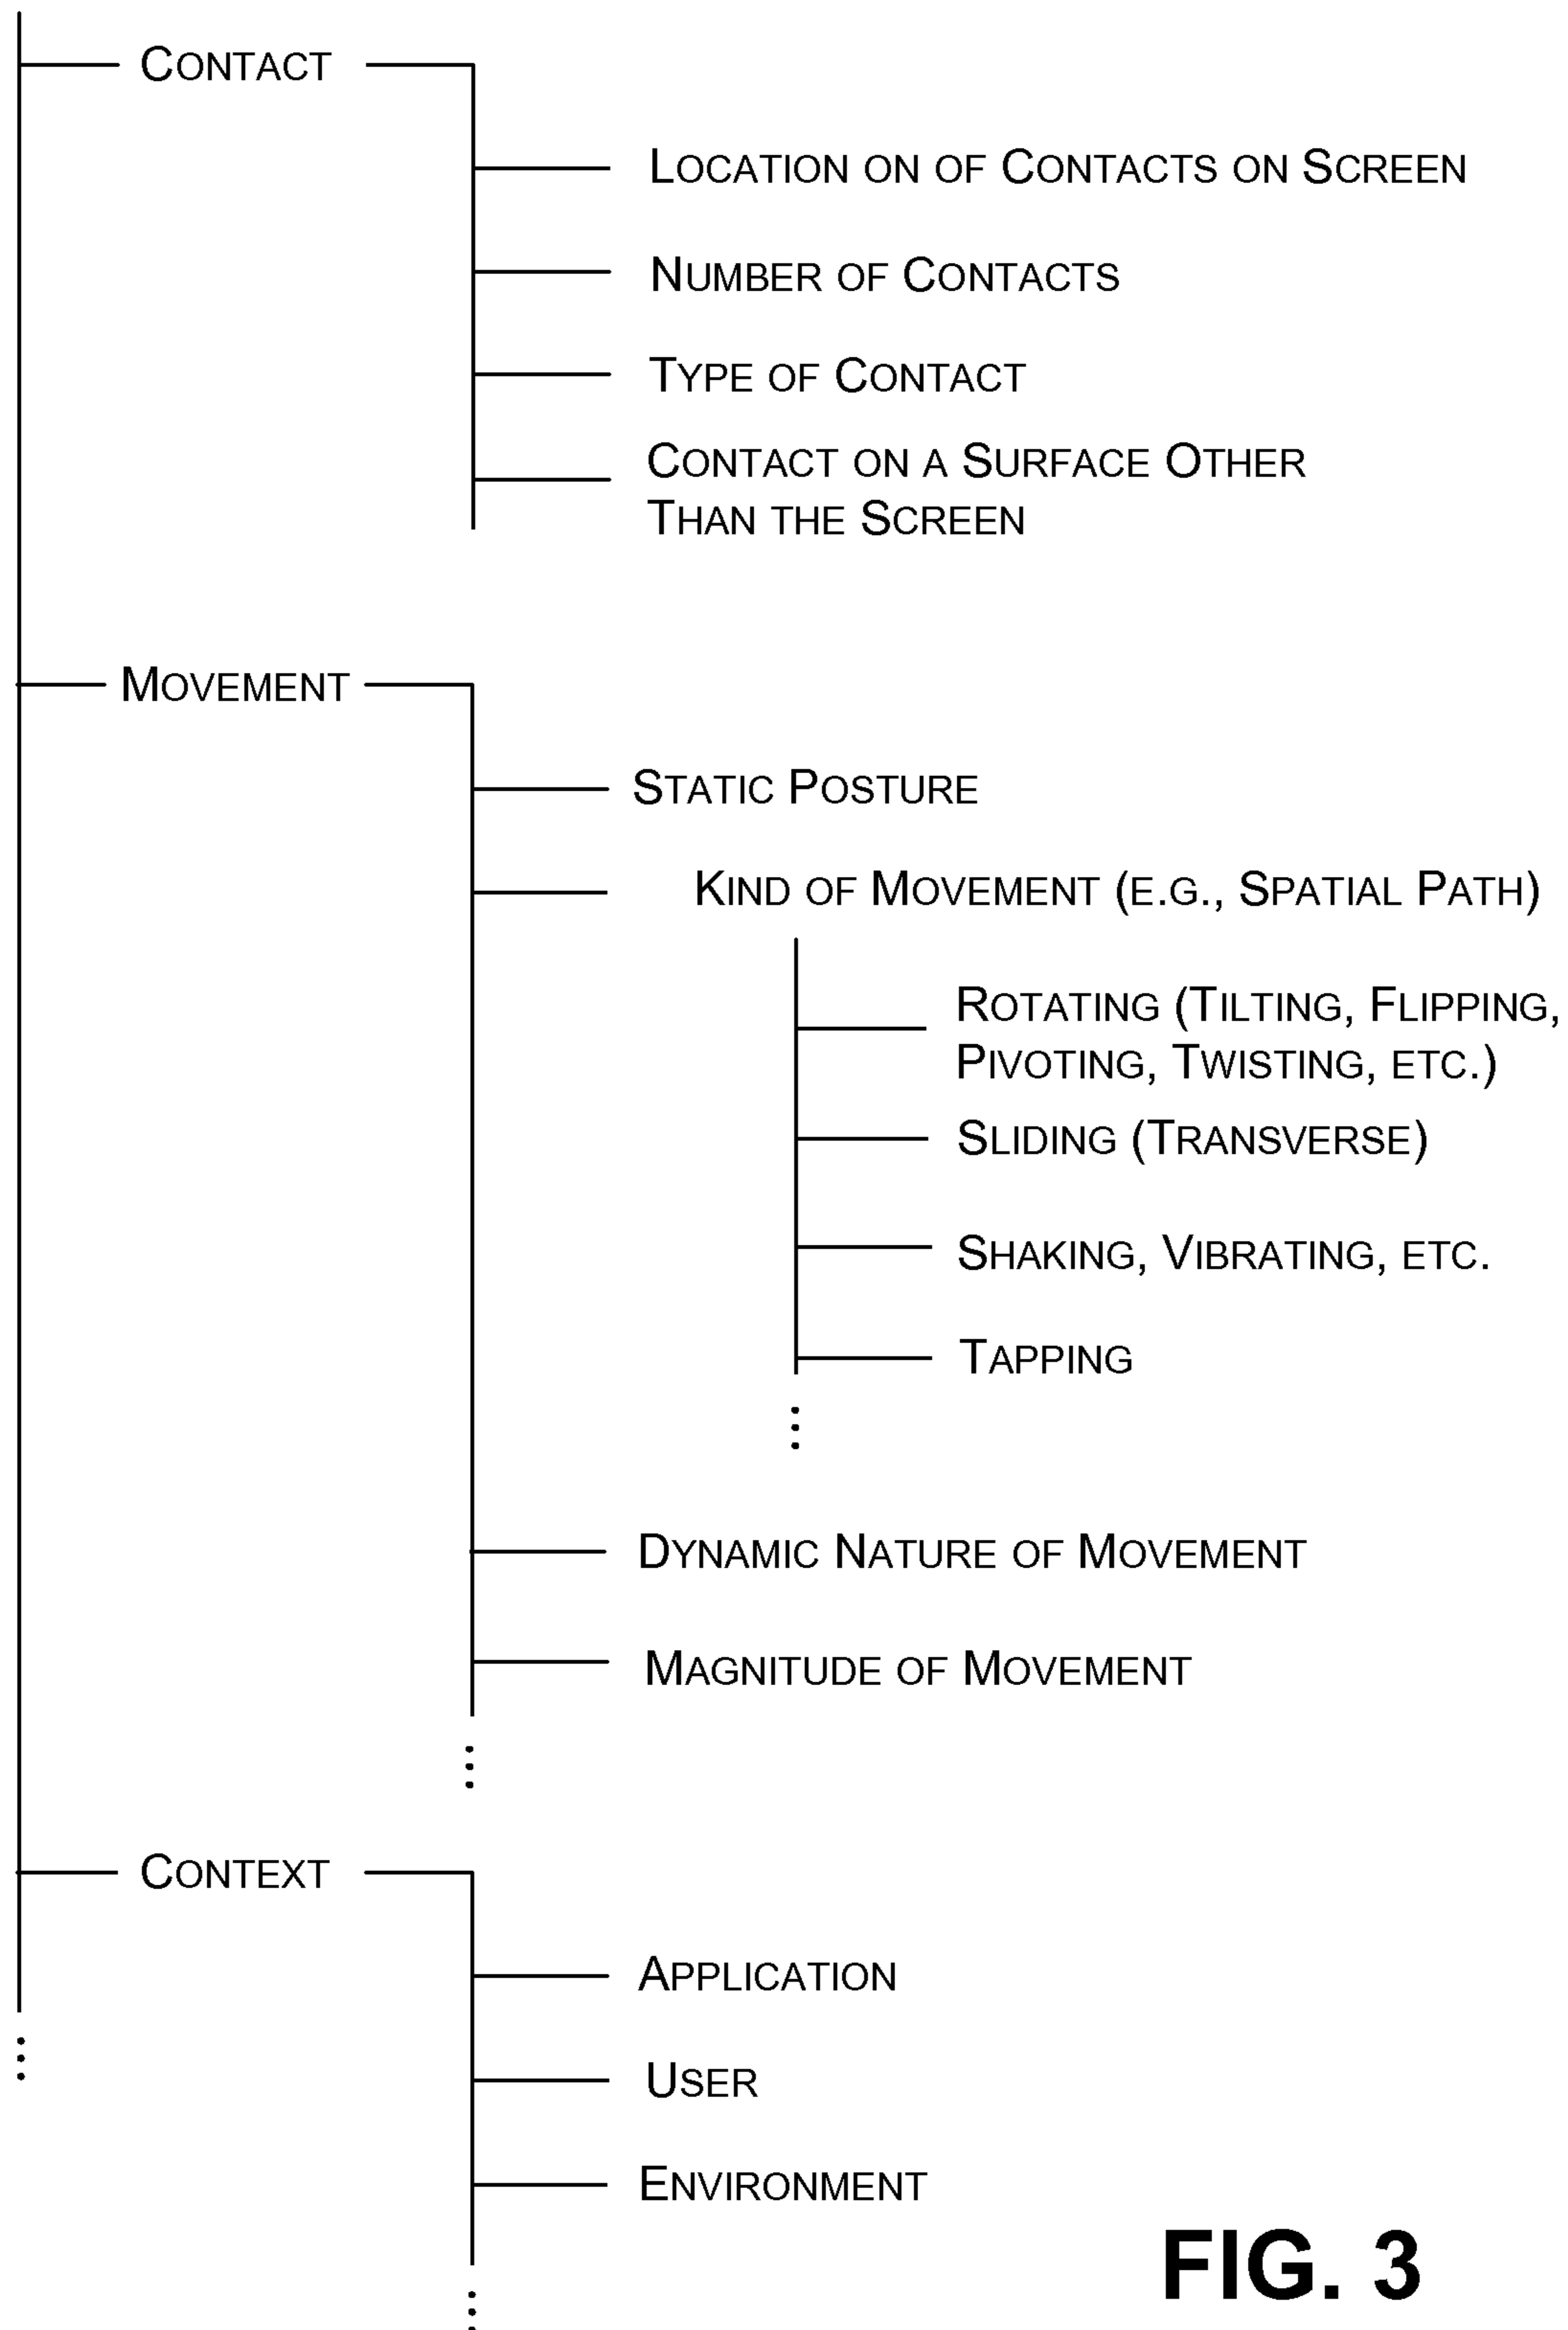 CONTACT
LOCATION ON OF CONTACTS ON SCREEN
NUMBER OF CONTACTS
TYPE OF CONTACT
CONTACT ON A SURFACE OTHER
THAN THE SCREEN
MOVEMENT
STATIC POSTURE
KIND OF MOVEMENT (E.G., SPATIAL PATH)
ROTATING (TILTING, FLIPPING,
PIVOTING, TWISTING, ETC.)
SLIDING (TRANSVERSE)
SHAKING, VIBRATING, ETC.
TAPPING
DYNAMIC NATURE OF MOVEMENT
MAGNITUDE OF MOVEMENT
CONTEXT
APPLICATION
USER
ENVIRONMENT
FIG. 3